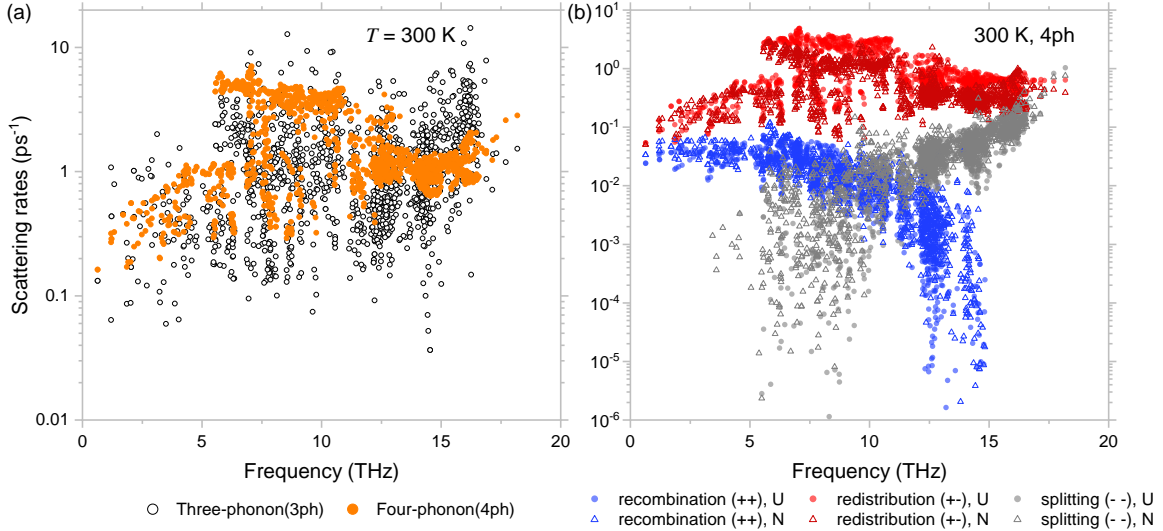 (a)
T = 300 K
Scattering rates (ps⁻¹)
10
1
0.1
0.01
0
5
10
15
20
Frequency (THz)
Three-phonon(3ph)
Four-phonon(4ph)
(b)
300 K, 4ph
10¹
10⁰
10⁻¹
10⁻²
10⁻³
10⁻⁴
10⁻⁵
10⁻⁶
0
5
10
15
20
Frequency (THz)
recombination (++), U
redistribution (+-), U
splitting (- -), U
recombination (++), N
redistribution (+-), N
splitting (- -), N